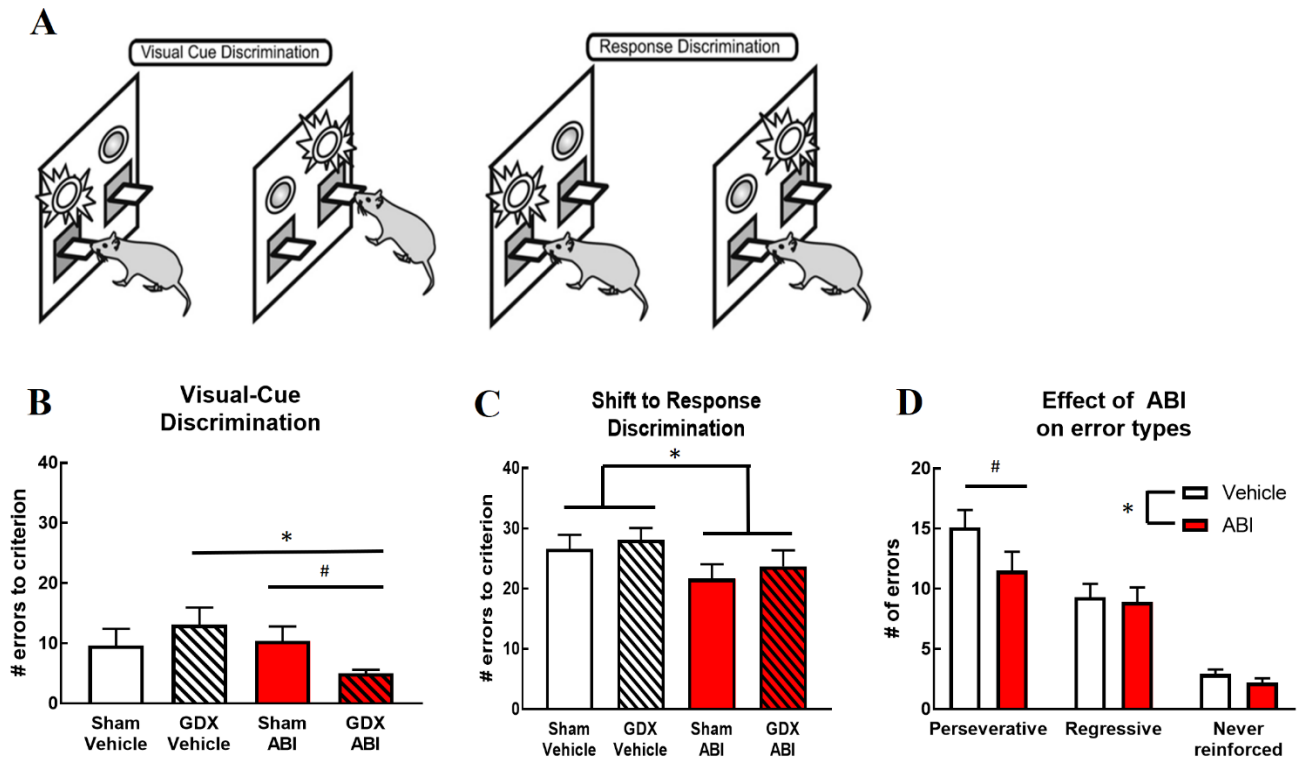 A
Visual Cue Discrimination
Response Discrimination
B
Visual-Cue
Discrimination
# errors to criterion
40
30
20
10
0
*
#
Sham
Vehicle
GDX
Vehicle
Sham
ABI
GDX
ABI
C
Shift to Response
Discrimination
# errors to criterion
40
30
20
10
0
*
Sham
Vehicle
GDX
Vehicle
Sham
ABI
GDX
ABI
D
Effect of ABI
on error types
# of errors
20
15
10
5
0
#
*
Vehicle
ABI
Perseverative
Regressive
Never
reinforced